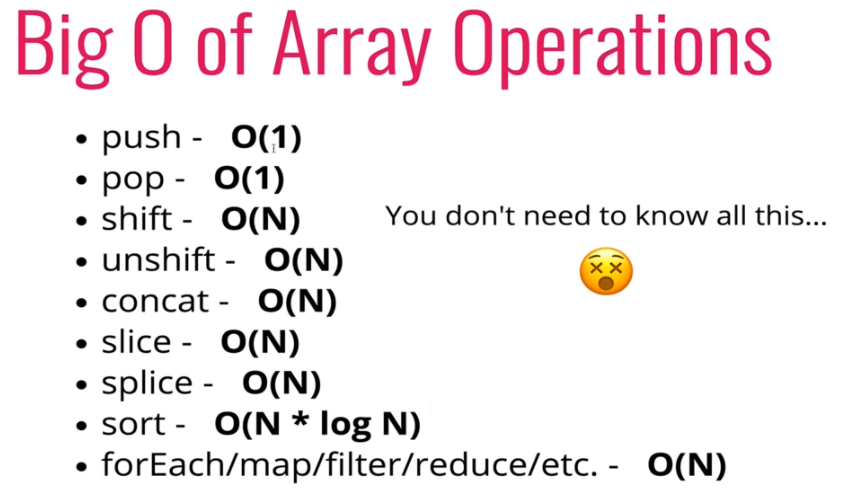 Big O of Array Operations
• push - O(1)
• pop - O(1)
• shift - O(N)
You don't need to know all this...
• unshift - O(N)
• concat - O(N)
• slice - O(N)
• splice - O(N)
• sort - O(N * log N)
• forEach/map/filter/reduce/etc. - O(N)